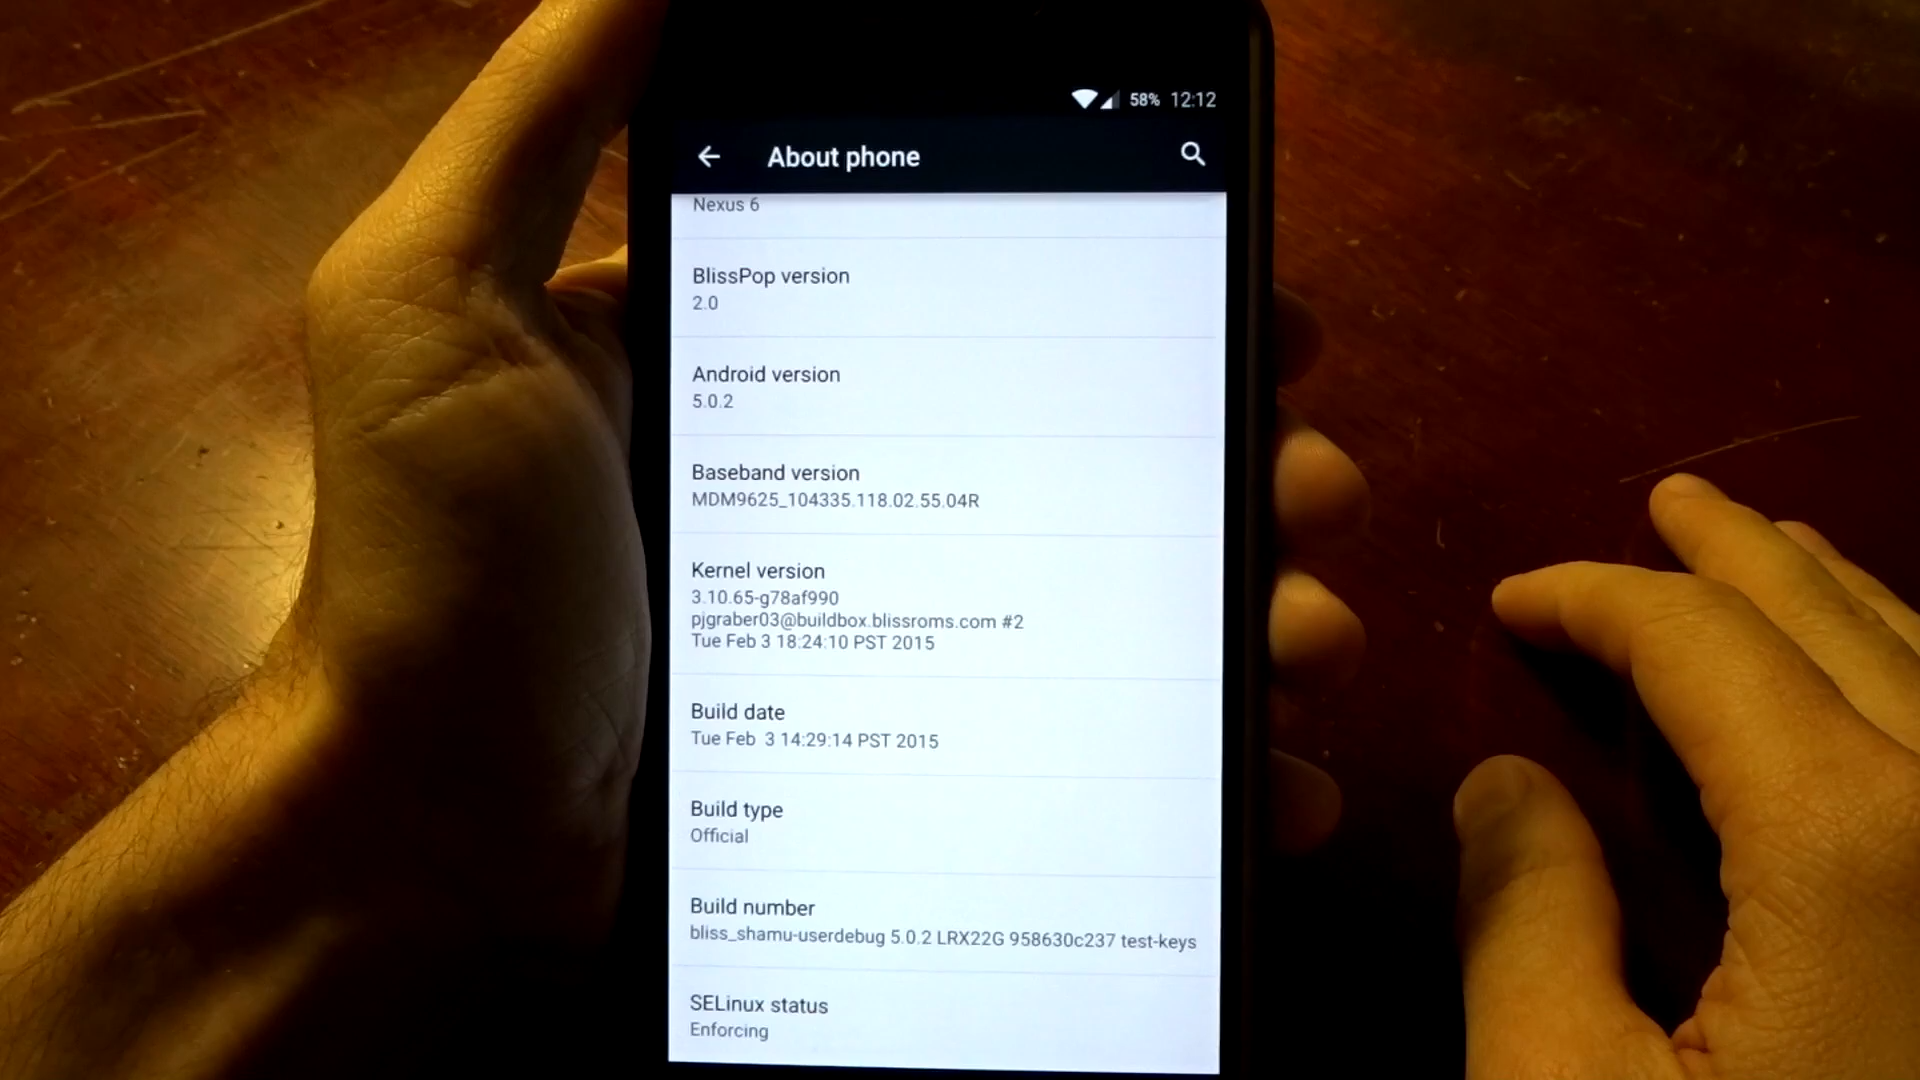 58% 12:12
About phone
Nexus 6
BlissPop version
2.0
Android version
5.0.2
Baseband version
MDM9625_104335.118.02.55.04R
Kernel version
3.10.65-g78af990
pjgraber03@buildbox.blissroms.com #2
Tue Feb 3 18:24:10 PST 2015
Build date
Tue Feb  3 14:29:14 PST 2015
Build type
Official
Build number
bliss_shamu-userdebug 5.0.2 LRX22G 958630c237 test-keys
SELinux status
Enforcing